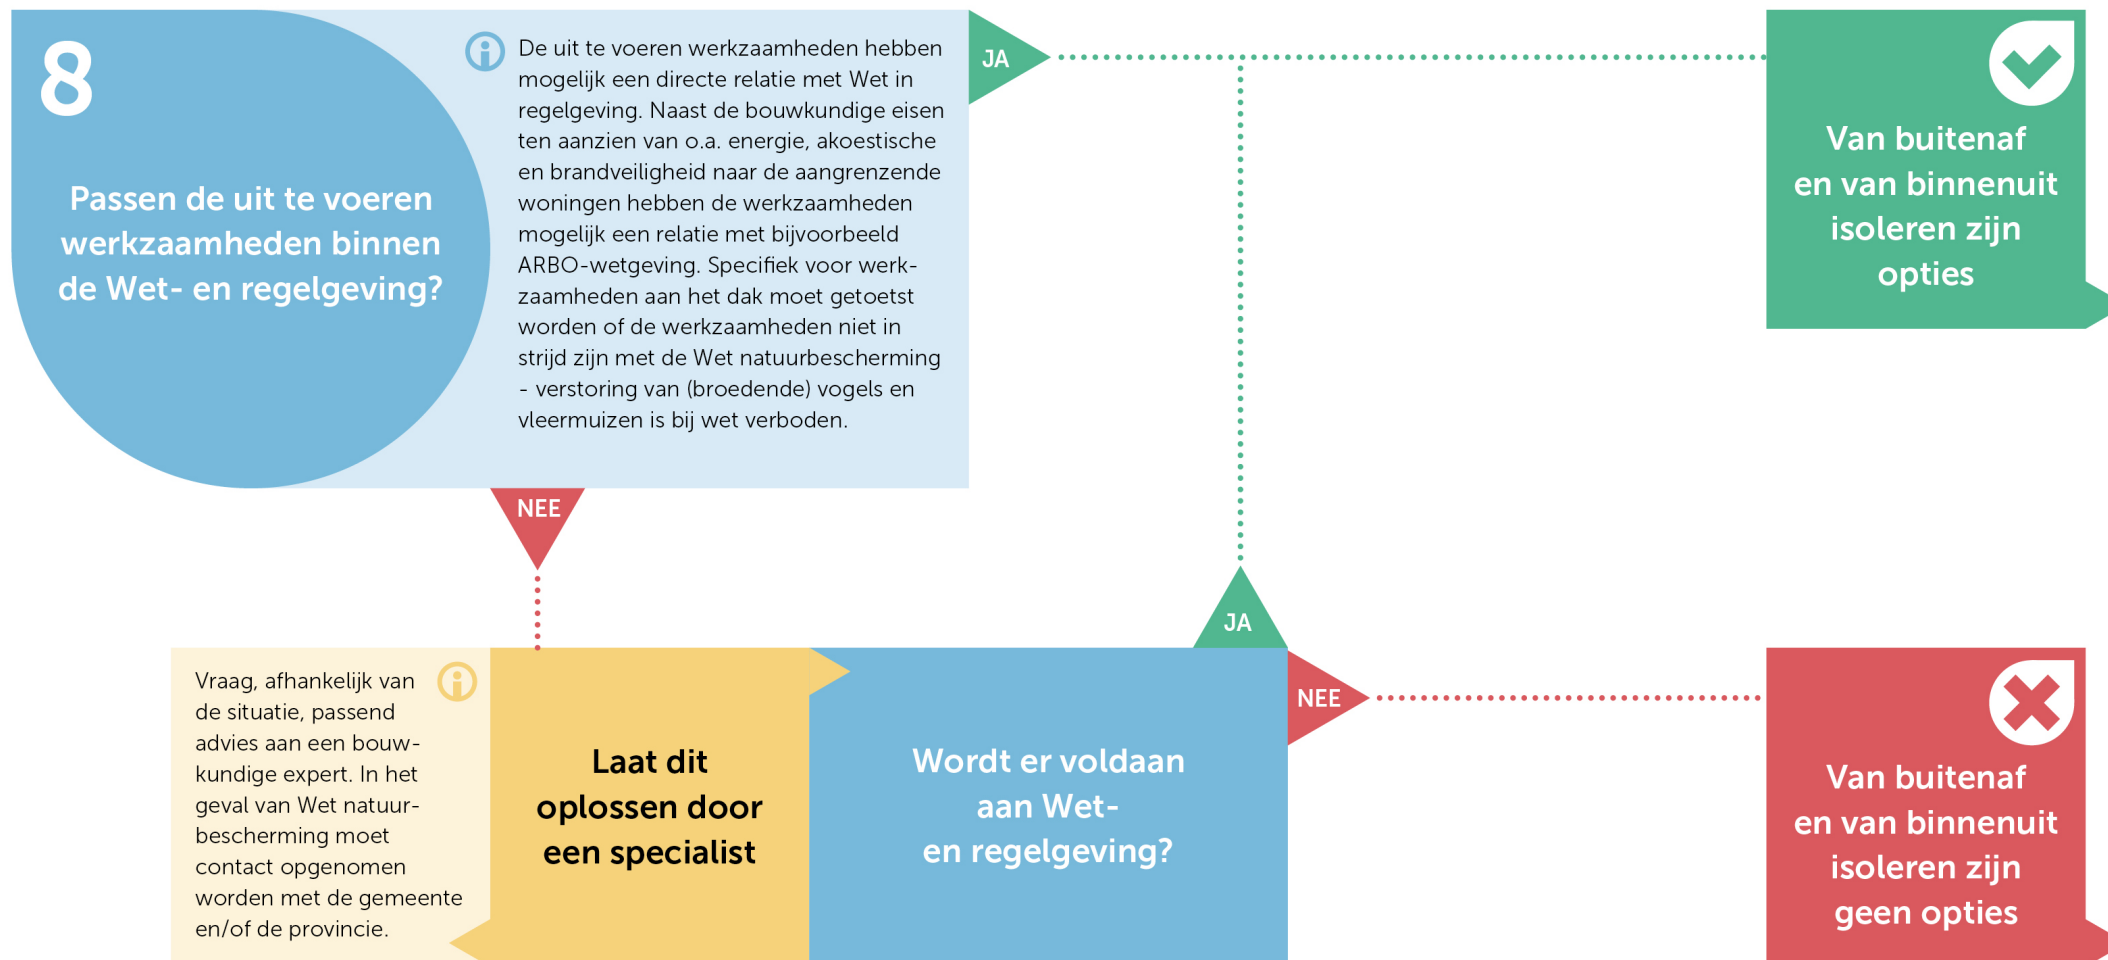 8
Passen de uit te voeren
werkzaamheden binnen
de Wet- en regelgeving?
De uit te voeren werkzaamheden hebben
mogelijk een directe relatie met Wet in
regelgeving. Naast de bouwkundige eisen
ten aanzien van o.a. energie, akoestische
en brandveiligheid naar de aangrenzende
woningen hebben de werkzaamheden
mogelijk een relatie met bijvoorbeeld
ARBO-wetgeving. Specifiek voor werk-
zaamheden aan het dak moet getoetst
worden of de werkzaamheden niet in
strijd zijn met de Wet natuurbescherming
- verstoring van (broedende) vogels en
vleermuizen is bij wet verboden.
JA
Van buitenaf
en van binnenuit
isoleren zijn
opties
NEE
Vraag, afhankelijk van
de situatie, passend
advies aan een bouw-
kundige expert. In het
geval van Wet natuur-
bescherming moet
contact opgenomen
worden met de gemeente
en/of de provincie.
Laat dit
oplossen door
een specialist
Wordt er voldaan
aan Wet-
en regelgeving?
JA
NEE
Van buitenaf
en van binnenuit
isoleren zijn
geen opties